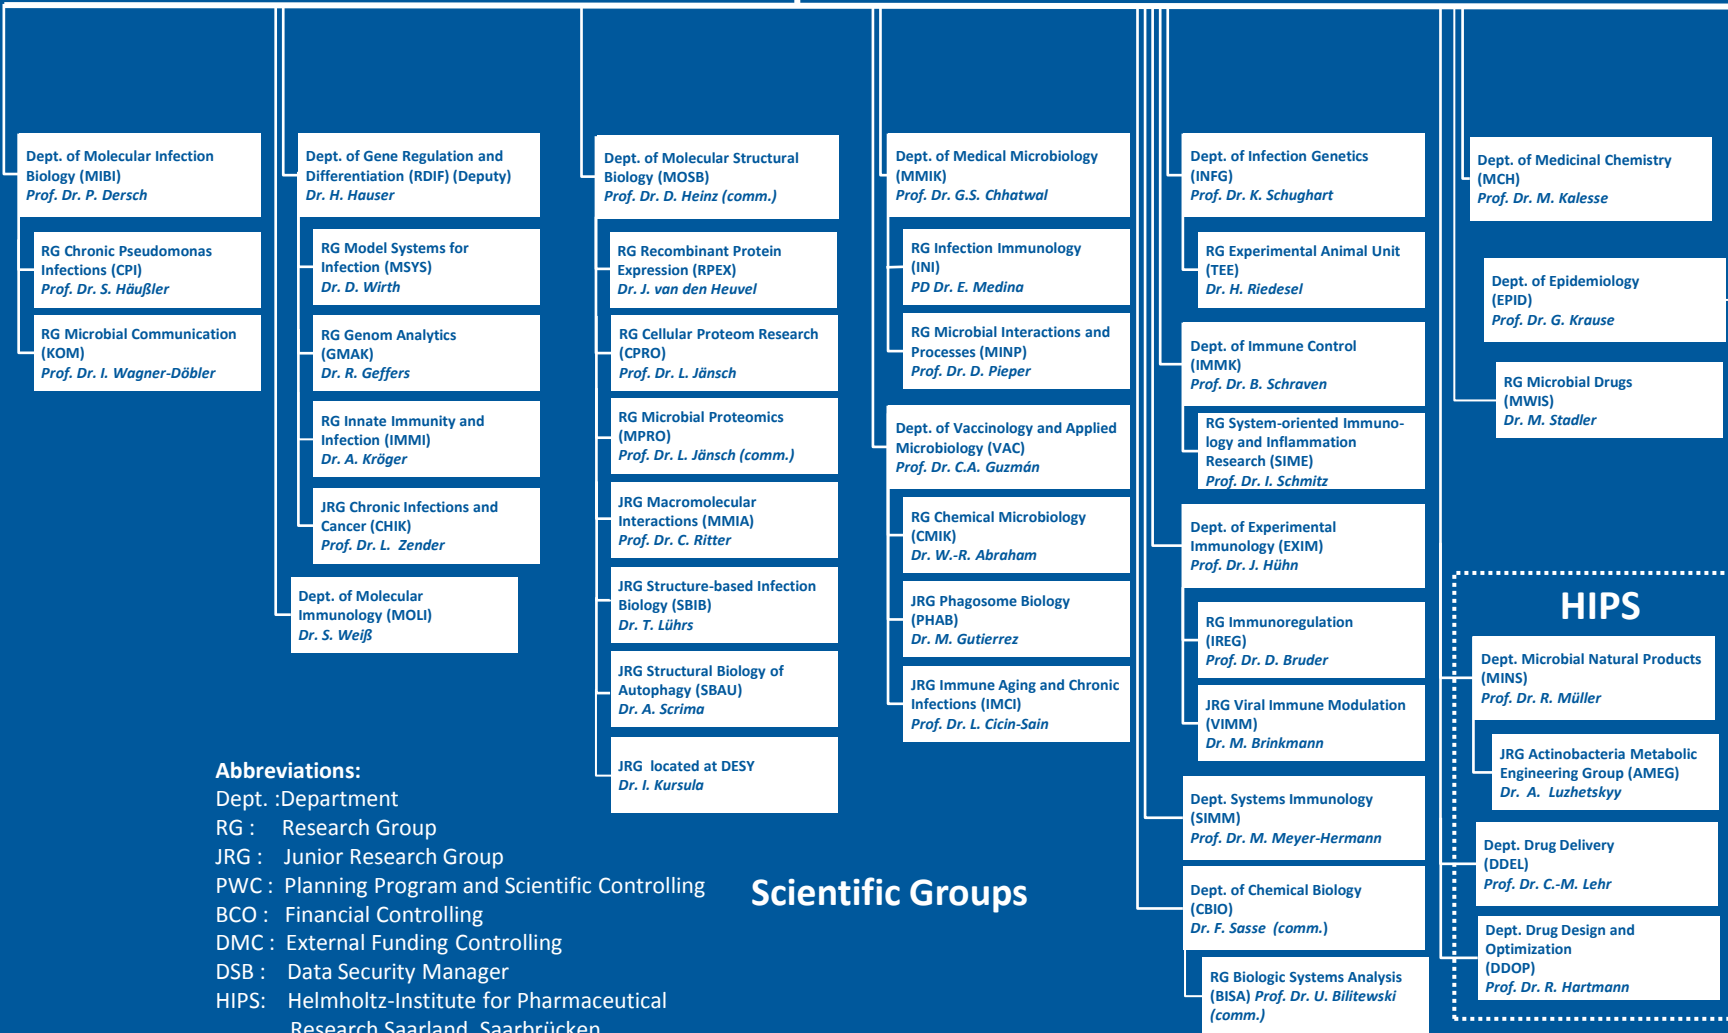 Dept. of Molecular Infection
Biology (MIBI)
Prof. Dr. P. Dersch
RG Chronic Pseudomonas
Infections (CPI)
Prof. Dr. S. Häußler
RG Microbial Communication
(KOM)
Prof. Dr. I. Wagner-Döbler
Dept. of Gene Regulation and
Differentiation (RDIF) (Deputy)
Dr. H. Hauser
RG Model Systems for
Infection (MSYS)
Dr. D. Wirth
RG Genom Analytics
(GMAK)
Dr. R. Geffers
RG Innate Immunity and
Infection (IMMI)
Dr. A. Kröger
JRG Chronic Infections and
Cancer (CHIK)
Prof. Dr. L. Zender
Dept. of Molecular
Immunology (MOLI)
Dr. S. Weiß
Dept. of Molecular Structural
Biology (MOSB)
Prof. Dr. D. Heinz (comm.)
RG Recombinant Protein
Expression (RPEX)
Dr. J. van den Heuvel
RG Cellular Proteom Research
(CPRO)
Prof. Dr. L. Jänsch
RG Microbial Proteomics
(MPRO)
Prof. Dr. L. Jänsch (comm.)
JRG Macromolecular
Interactions (MMIA)
Prof. Dr. C. Ritter
JRG Structure-based Infection
Biology (SBIB)
Dr. T. Lührs
JRG Structural Biology of
Autophagy (SBAU)
Dr. A. Scrima
JRG located at DESY
Dr. I. Kursula
Dept. of Medical Microbiology
(MMIK)
Prof. Dr. G.S. Chhatwal
RG Infection Immunology
(INI)
PD Dr. E. Medina
RG Microbial Interactions and
Processes (MINP)
Prof. Dr. D. Pieper
Dept. of Vaccinology and Applied
Microbiology (VAC)
Prof. Dr. C.A. Guzmán
RG Chemical Microbiology
(CMIK)
Dr. W.-R. Abraham
JRG Phagosome Biology
(PHAB)
Dr. M. Gutierrez
JRG Immune Aging and Chronic
Infections (IMCI)
Prof. Dr. L. Cicin-Sain
Dept. of Infection Genetics
(INFG)
Prof. Dr. K. Schughart
RG Experimental Animal Unit
(TEE)
Dr. H. Riedesel
Dept. of Immune Control
(IMMK)
Prof. Dr. B. Schraven
RG System-oriented Immuno-
logy and Inflammation
Research (SIME)
Prof. Dr. I. Schmitz
Dept. of Experimental
Immunology (EXIM)
Prof. Dr. J. Hühn
RG Immunoregulation
(IREG)
Prof. Dr. D. Bruder
JRG Viral Immune Modulation
(VIMM)
Dr. M. Brinkmann
Dept. Systems Immunology
(SIMM)
Prof. Dr. M. Meyer-Hermann
Dept. of Chemical Biology
(CBIO)
Dr. F. Sasse (comm.)
RG Biologic Systems Analysis
(BISA) Prof. Dr. U. Bilitewski
(comm.)
Dept. of Medicinal Chemistry
(MCH)
Prof. Dr. M. Kalesse
Dept. of Epidemiology
(EPID)
Prof. Dr. G. Krause
RG Microbial Drugs
(MWIS)
Dr. M. Stadler
HIPS
Dept. Microbial Natural Products
(MINS)
Prof. Dr. R. Müller
JRG Actinobacteria Metabolic
Engineering Group (AMEG)
Dr. A. Luzhetskyy
Dept. Drug Delivery
(DDEL)
Prof. Dr. C.-M. Lehr
Dept. Drug Design and
Optimization
(DDOP)
Prof. Dr. R. Hartmann
Abbreviations:
Dept. :Department
RG : Research Group
JRG : Junior Research Group
PWC : Planning Program and Scientific Controlling
BCO : Financial Controlling
DMC : External Funding Controlling
DSB : Data Security Manager
HIPS: Helmholtz-Institute for Pharmaceutical
Research Saarland, Saarbrücken
Scientific Groups